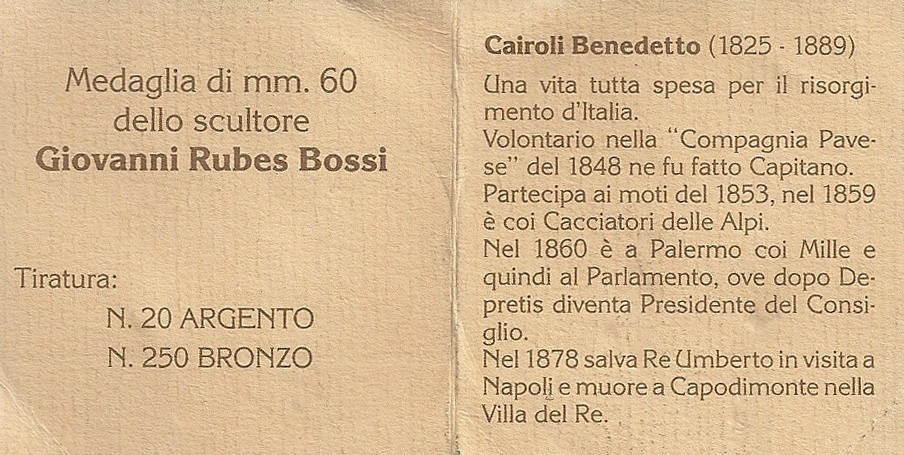 Medaglia di mm. 60
dello scultore
Giovanni Rubes Bossi
Tiratura:
N. 20 ARGENTO
N. 250 BRONZO
Cairoli Benedetto (1825 - 1889)
Una vita tutta spesa per il risorgi-
mento d'Italia.
Volontario nella "Compagnia Pave-
se" del 1848 ne fu fatto Capitano.
Partecipa ai moti del 1853, nel 1859
è coi Cacciatori delle Alpi.
Nel 1860 è a Palermo coi Mille e
quindi al Parlamento, ove dopo De-
pretis diventa Presidente del Consi-
glio.
Nel 1878 salva Re Umberto in visita a
Napoli e muore a Capodimonte nella
Villa del Re.